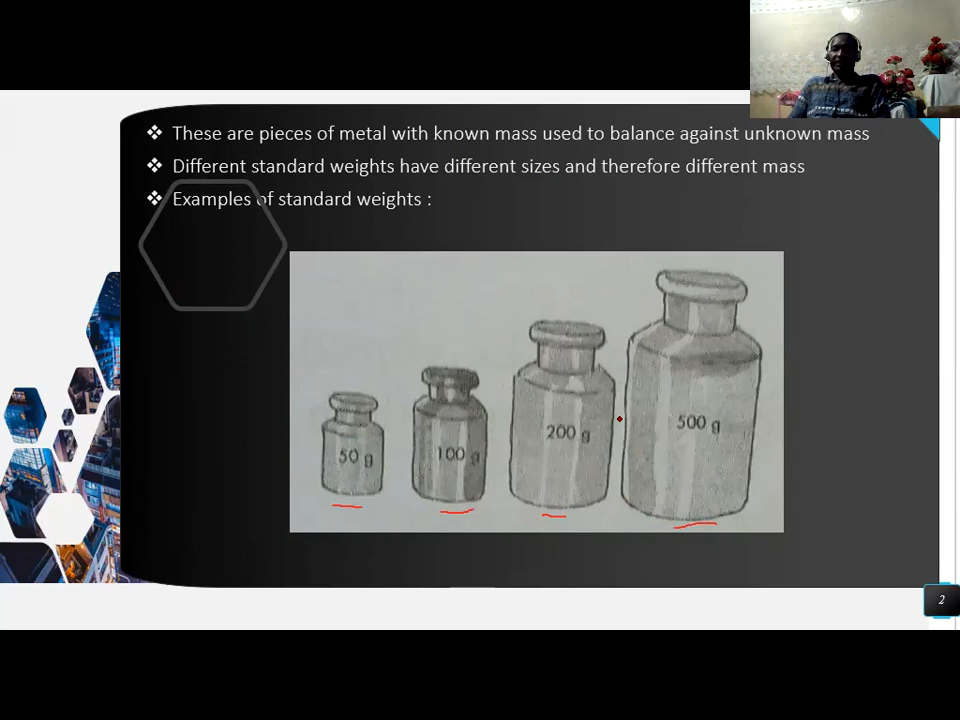 ❖ These are pieces of metal with known mass used to balance against unknown mass
❖ Different standard weights have different sizes and therefore different mass
❖ Examples of standard weights :
50 g
100 g
200 g
500 g
2